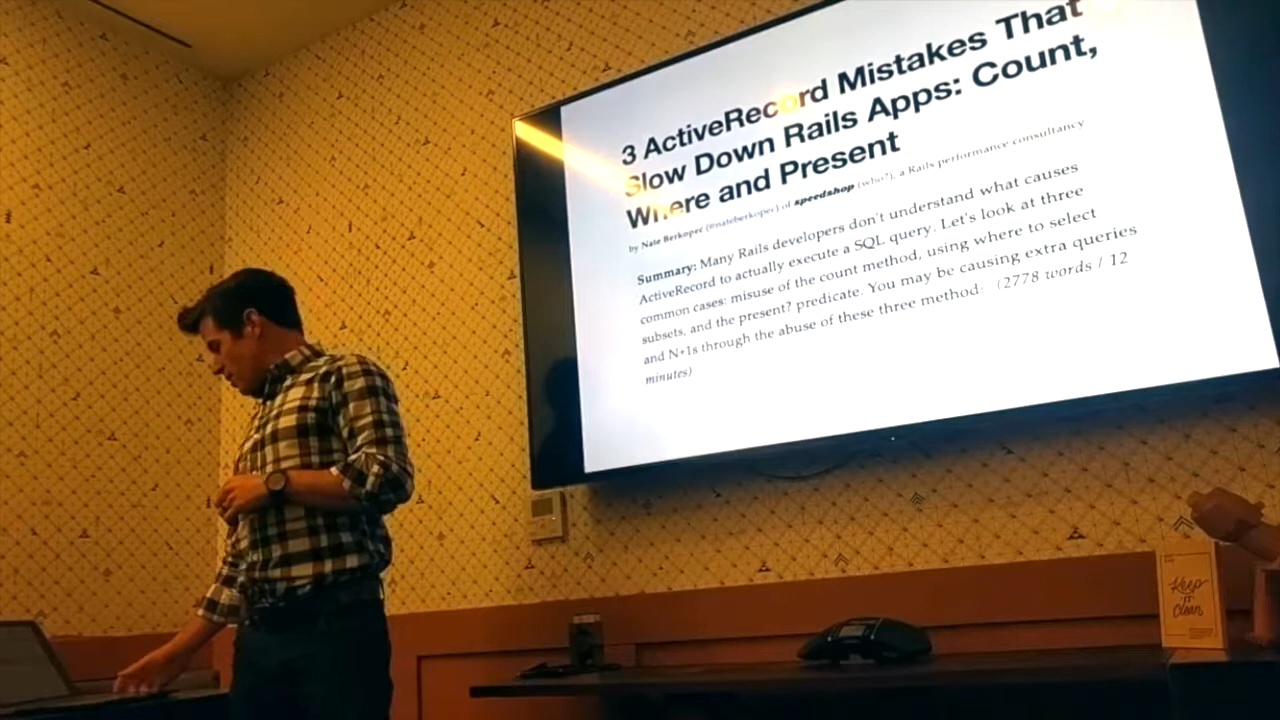 3 ActiveRecord Mistakes That
Slow Down Rails Apps: Count,
Where and Present
by Nate Berkopec (@nateberkopec) of speedshop (who?), a Rails performance consultancy
Summary: Many Rails developers don't understand what causes
ActiveRecord to actually execute a SQL query. Let's look at three
common cases: misuse of the count method, using where to select
subsets, and the present? predicate. You may be causing extra queries
and N+1s through the abuse of these three method: (2778 words / 12
minutes)
Keep
IT
Clean